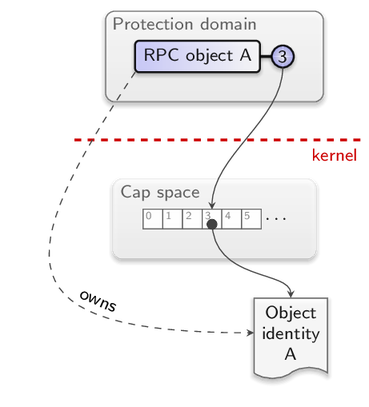 Protection domain
RPC object A
3
kernel
Cap space
0 1 2 3 4 5 ...
owns
Object
identity
A